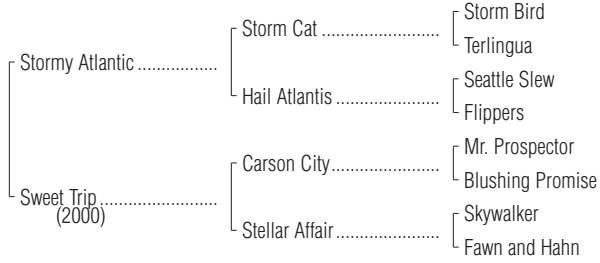 Storm Bird
Storm Cat ........................
Terlingua
Stormy Atlantic ................
Seattle Slew
Hail Atlantis .....................
Flippers
Mr. Prospector
Carson City......................
Blushing Promise
Sweet Trip........................
(2000)
Skywalker
Stellar Affair.....................
Fawn and Hahn